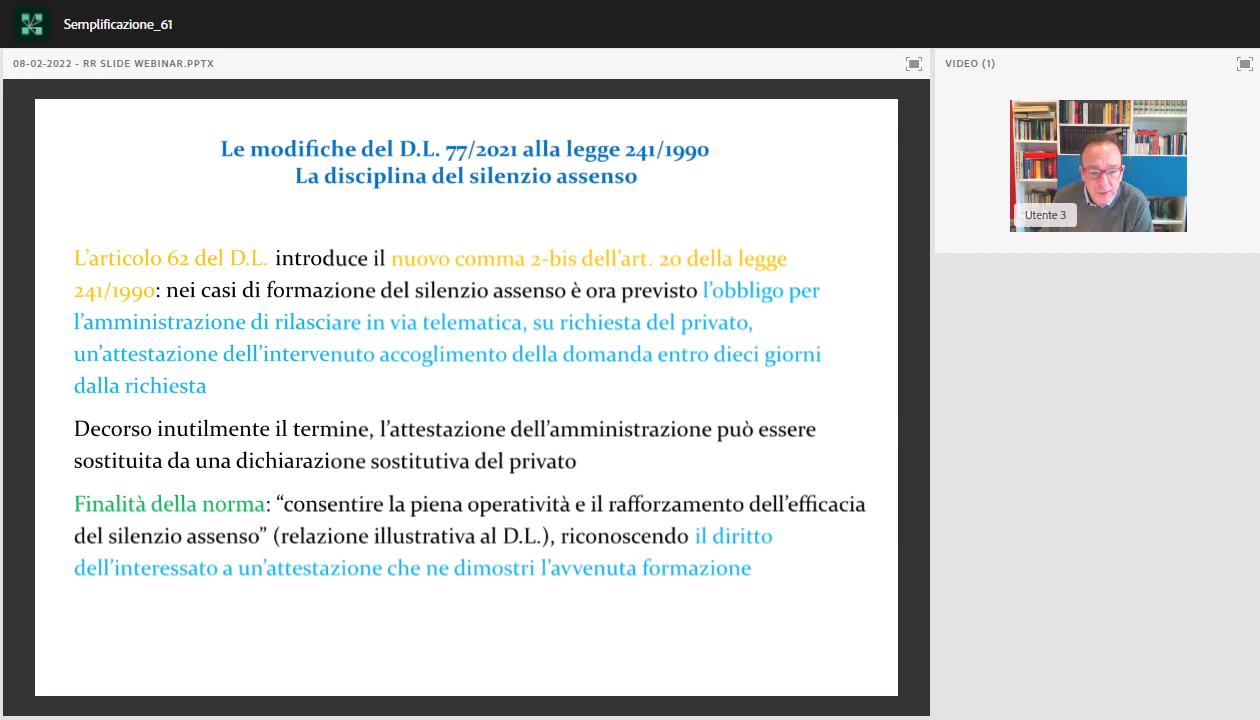 Semplificazione_61
08-02-2022 - RR SLIDE WEBINAR.PPTX
VIDEO (1)
Le modifiche del D.L. 77/2021 alla legge 241/1990
La disciplina del silenzio assenso
L’articolo 62 del D.L. introduce il nuovo comma 2-bis dell’art. 20 della legge
241/1990: nei casi di formazione del silenzio assenso è ora previsto l’obbligo per
l’amministrazione di rilasciare in via telematica, su richiesta del privato,
un’attestazione dell’intervenuto accoglimento della domanda entro dieci giorni
dalla richiesta
Decorso inutilmente il termine, l’attestazione dell’amministrazione può essere
sostituita da una dichiarazione sostitutiva del privato
Finalità della norma: “consentire la piena operatività e il rafforzamento dell’efficacia
del silenzio assenso” (relazione illustrativa al D.L.), riconoscendo il diritto
dell’interessato a un’attestazione che ne dimostri l’avvenuta formazione
Utente 3